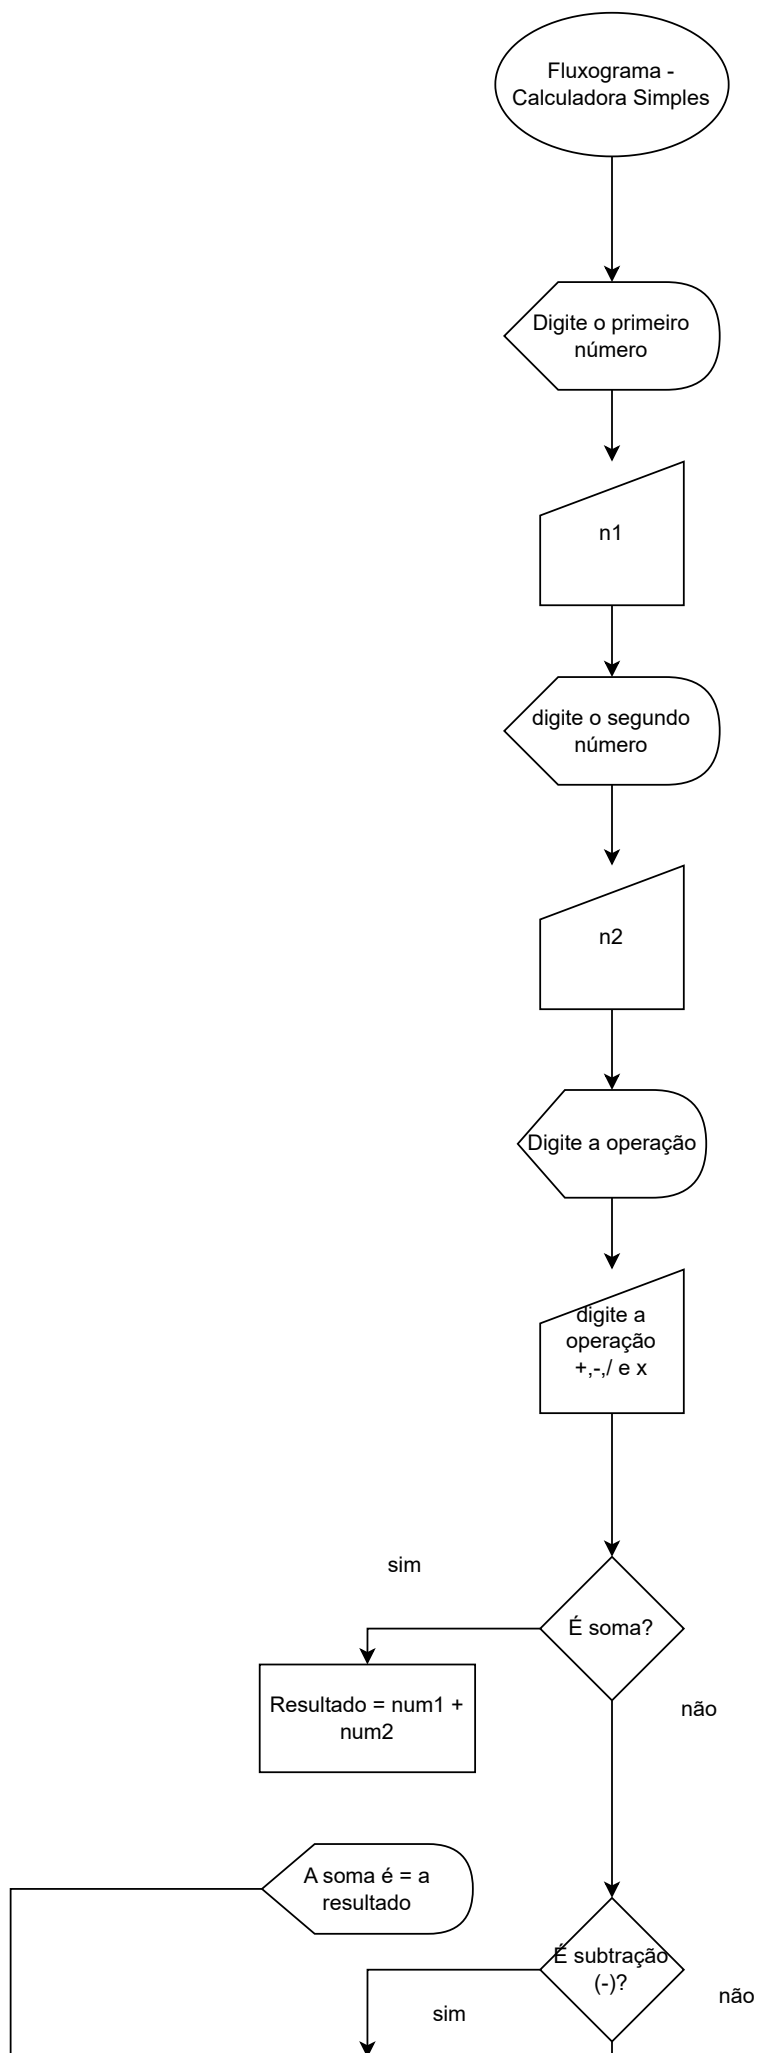 Fluxograma -
Calculadora Simples
Digite o primeiro
número
n1
digite o segundo
número
n2
Digite a operação
digite a
operação
+,-,/ e x
sim
É soma?
Resultado = num1 +
num2
não
A soma é = a
resultado
É subtração
(-)?
sim
não